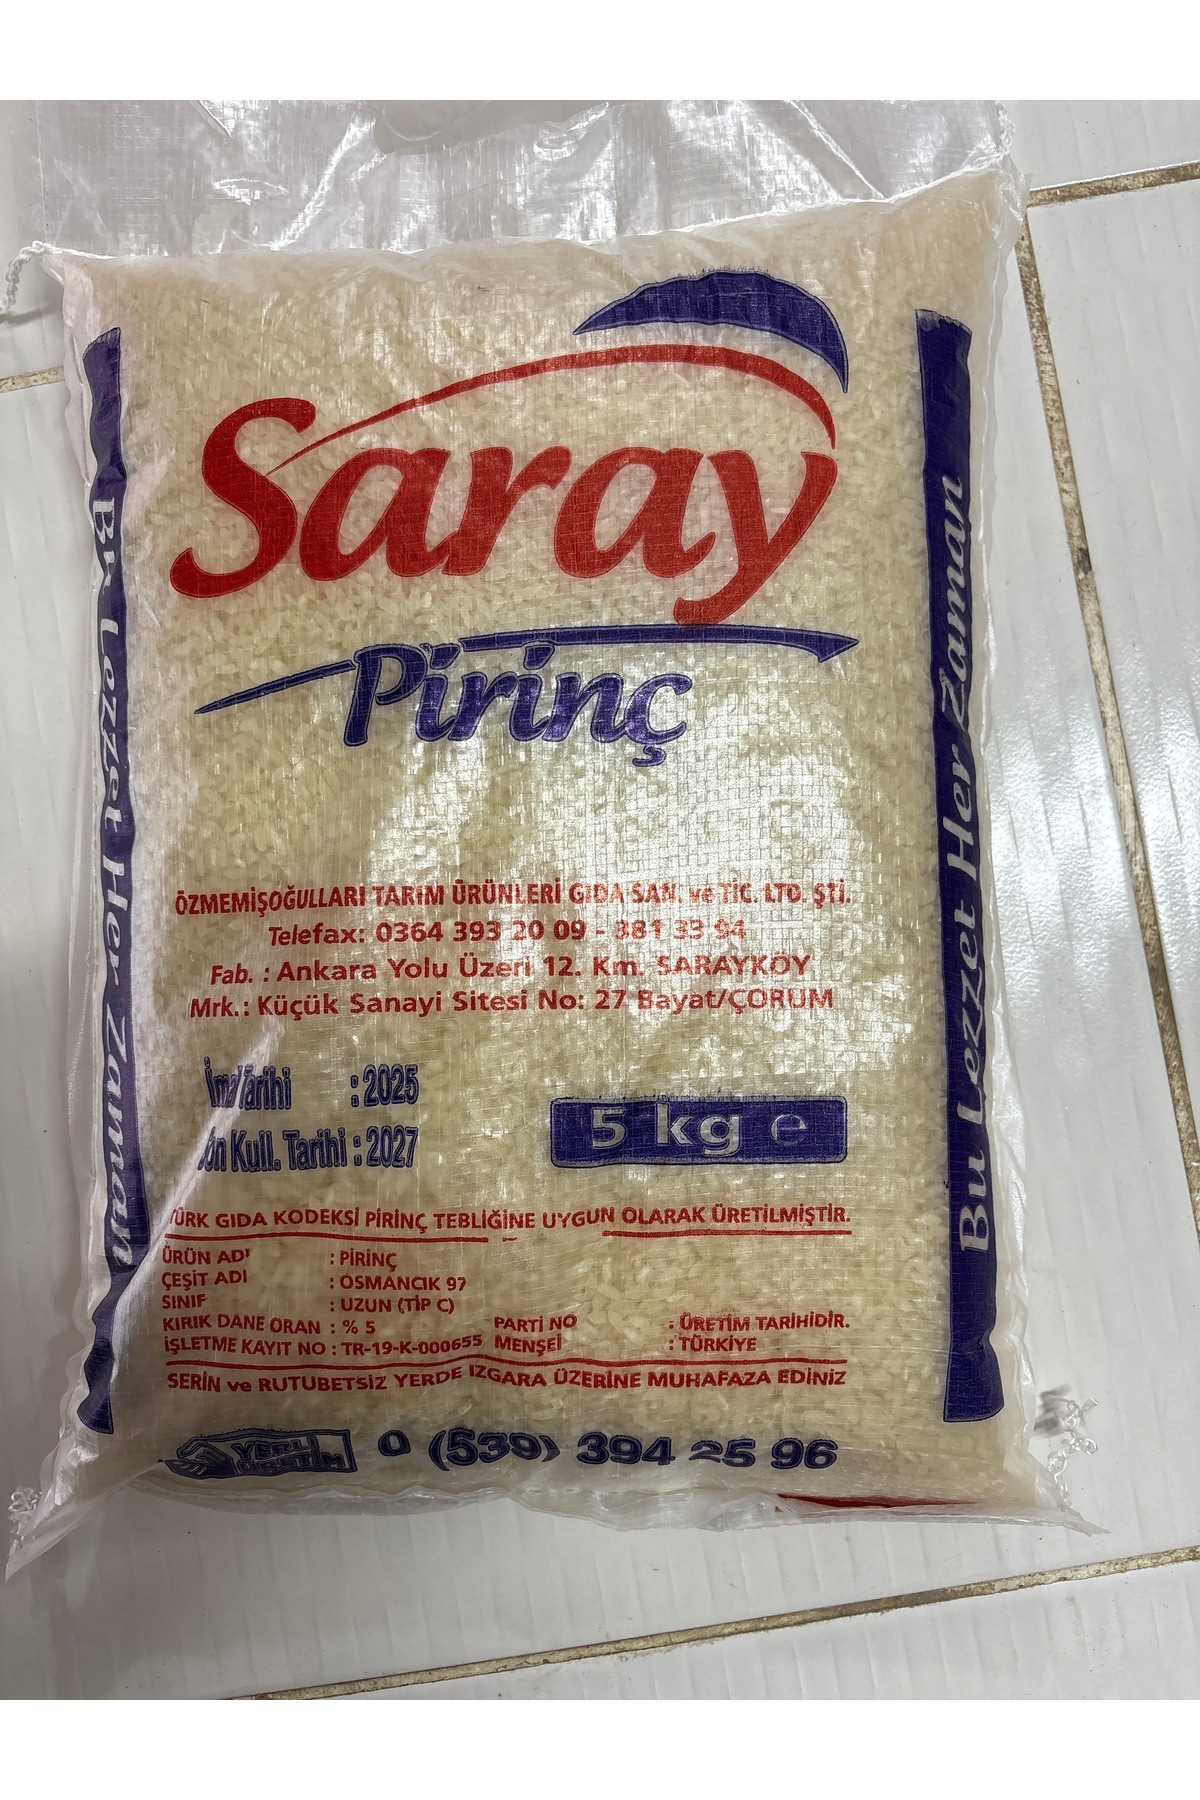 Saray
Pirinç
Bu Lezzet Her Zaman
Bu Lezzet Her Zaman
ÖZMEMİŞOĞULLARI TARIM ÜRÜNLERİ GIDA SAN. ve TİC. LTD. ŞTİ.
Telefax: 0364 393 20 09 - 381 33 94
Fab. : Ankara Yolu Üzeri 12. Km. SARAYKÖY
Mrk.: Küçük Sanayi Sitesi No: 27 Bayat/ÇORUM
Tarihi : 2025
Kull. Tarihi : 2027
5 kg e
TÜRK GIDA KODEKSİ PİRİNÇ TEBLİĞİNE UYGUN OLARAK ÜRETİLMİŞTİR.
ÜRÜN ADI : PİRİNÇ
ÇEŞİT ADI : OSMANCIK 97
SINIF : UZUN (TİP C)
KIRIK DANE ORAN : % 5 PARTİ NO : ÜRETİM TARİHİDİR.
İŞLETME KAYIT NO : TR-19-K-000655 MENŞEİ : TÜRKİYE
SERİN ve RUTUBETSİZ YERDE IZGARA ÜZERİNE MUHAFAZA EDİNİZ
YERLİ
ÜRETİM
0 (539) 394 25 96